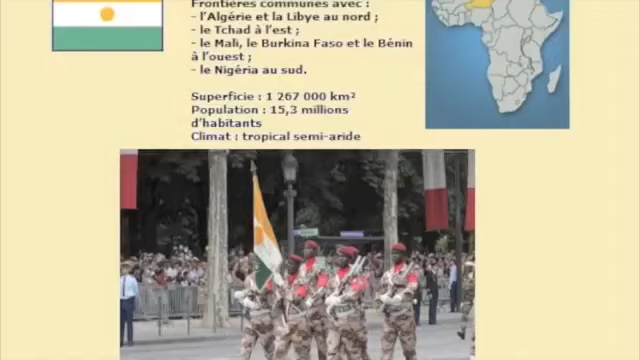 Frontières communes avec :
- l'Algérie et la Libye au nord ;
- le Tchad à l'est ;
- le Mali, le Burkina Faso et le Bénin
à l'ouest ;
- le Nigéria au sud.
Superficie : 1 267 000 km²
Population : 15,3 millions
d'habitants
Climat : tropical semi-aride